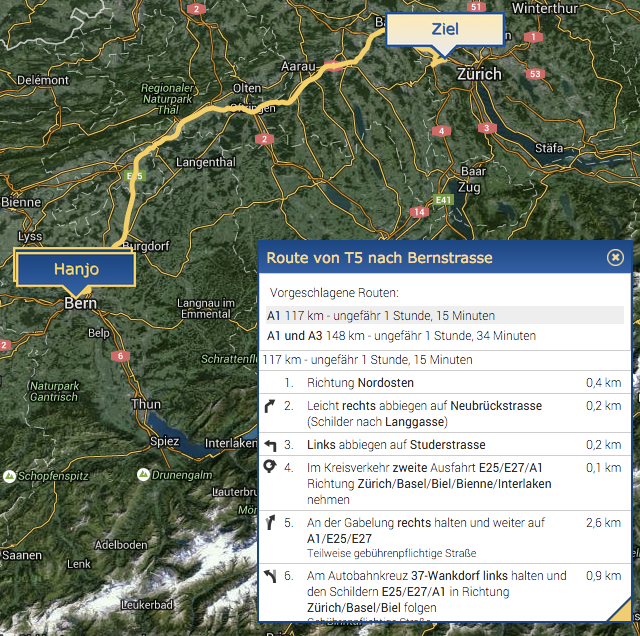 2
51
Winterthur
Ba
Ziel
n
1
Zürich
53
Delémont
Aarau
Regionaler
Naturpark
Thal
Olten
Oftringen
2
4
3
Stäfa
Langenthal
Baar
Zug
E41
14
Bienne
Lyss
Burgdorf
Hanjo
Bern
Langnau im
Emmental
Belp
2
6
Schrattenfl
Naturpark
Gantrisch
Thun
Spiez
Interlaken
Schopfenspitz
Drunengalm
Lauterbru
Mön
Adelboden
Saanen
Lenk
Leukerbad
Route von T5 nach Bernstrasse
Vorgeschlagene Routen:
A1 117 km - ungefähr 1 Stunde, 15 Minuten
A1 und A3 148 km - ungefähr 1 Stunde, 34 Minuten
117 km - ungefähr 1 Stunde, 15 Minuten
1. Richtung Nordosten 0,4 km
2. Leicht rechts abbiegen auf Neubrückstrasse 0,2 km
(Schilder nach Langgasse)
3. Links abbiegen auf Studerstrasse 0,2 km
4. Im Kreisverkehr zweite Ausfahrt E25/E27/A1 0,1 km
Richtung Zürich/Basel/Biel/Bienne/Interlaken
nehmen
5. An der Gabelung rechts halten und weiter auf 2,6 km
A1/E25/E27
Teilweise gebührenpflichtige Straße
6. Am Autobahnkreuz 37-Wankdorf links halten und 0,9 km
den Schildern E25/E27/A1 in Richtung
Zürich/Basel/Biel folgen
Gebührenpflichtige Straße